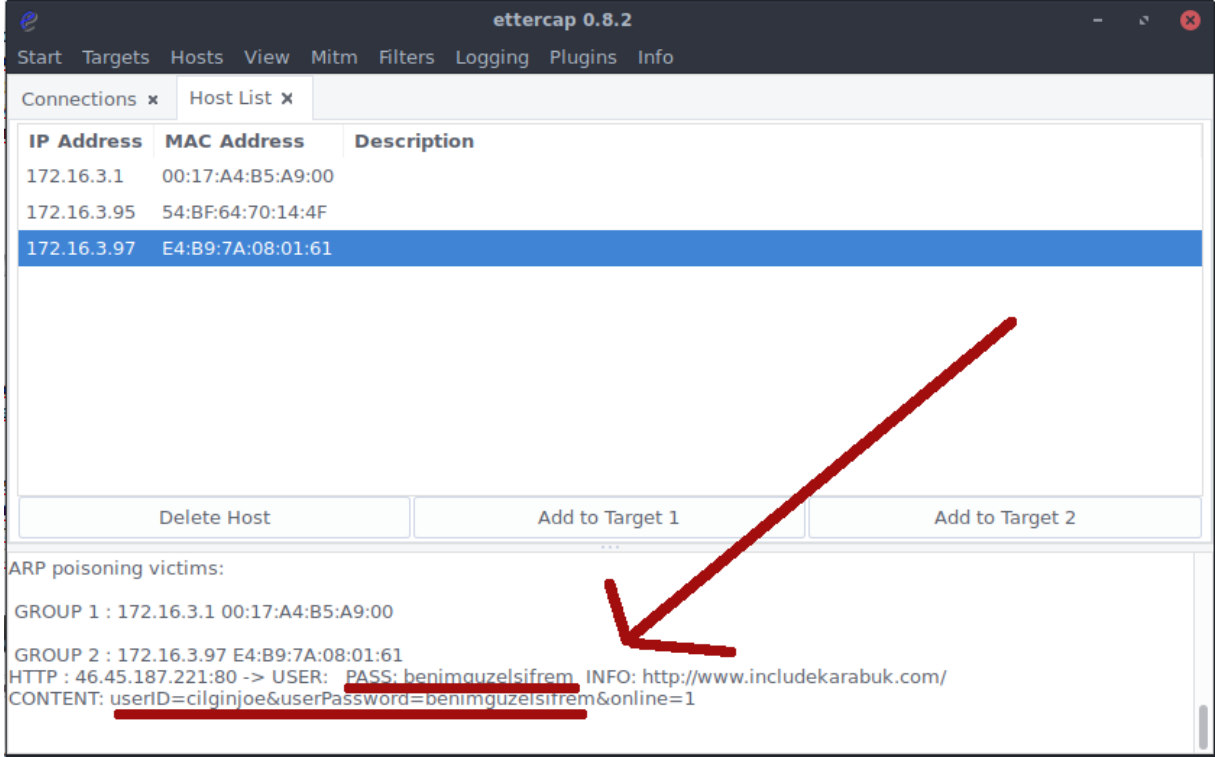 ettercap 0.8.2
Start Targets Hosts View Mitm Filters Logging Plugins Info
Connections × Host List ×
IP Address MAC Address Description
172.16.3.1 00:17:A4:B5:A9:00
172.16.3.95 54:BF:64:70:14:4F
172.16.3.97 E4:B9:7A:08:01:61
Delete Host Add to Target 1 Add to Target 2
ARP poisoning victims:
GROUP 1 : 172.16.3.1 00:17:A4:B5:A9:00
GROUP 2 : 172.16.3.97 E4:B9:7A:08:01:61
HTTP : 46.45.187.221:80 -> USER: PASS: benimguzelsifrem INFO: http://www.includekarabuk.com/
CONTENT: userID=cilginjoe&userPassword=benimguzelsifrem&online=1